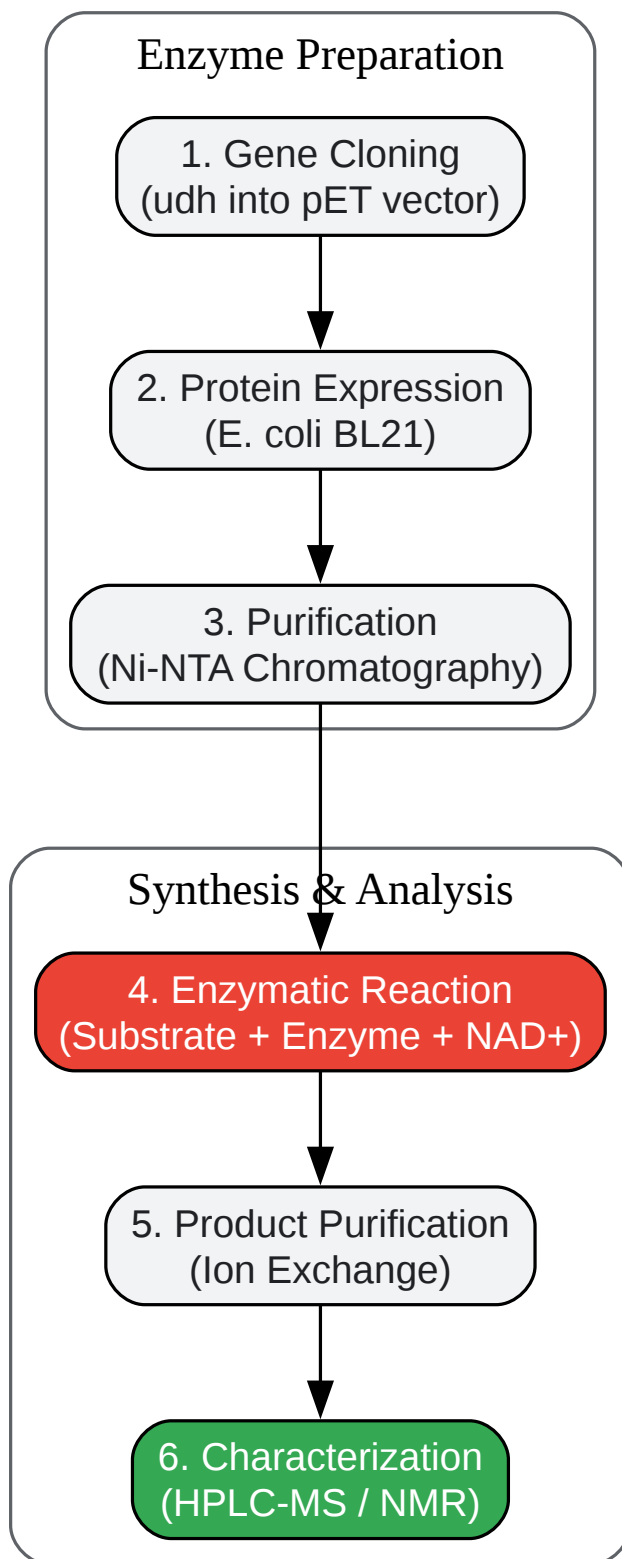 Enzyme Preparation
1. Gene Cloning
(udh into pET vector)
2. Protein Expression
(E. coli BL21)
3. Purification
(Ni-NTA Chromatography)
Synthesis & Analysis
4. Enzymatic Reaction
(Substrate + Enzyme + NAD+)
5. Product Purification
(Ion Exchange)
6. Characterization
(HPLC-MS / NMR)